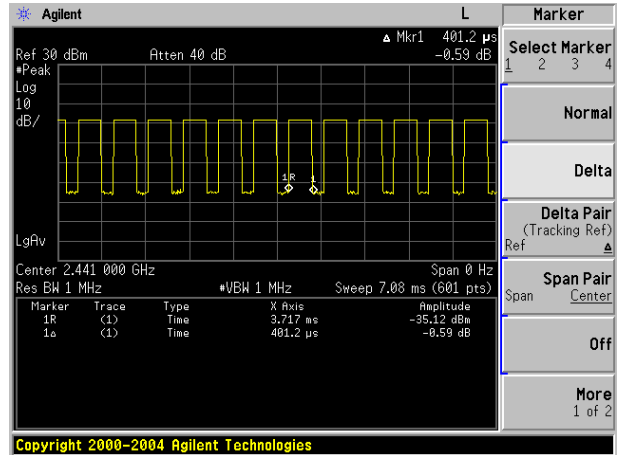 Agilent L
Δ Mkr1 401.2 µs
Ref 30 dBm Atten 40 dB -0.59 dB
#Peak
Log
10
dB/
1R 1
LgAv
Center 2.441 000 GHz Span 0 Hz
Res BW 1 MHz #VBW 1 MHz Sweep 7.08 ms (601 pts)
Marker Trace Type X Axis Amplitude
1R (1) Time 3.717 ms -35.12 dBm
1Δ (1) Time 401.2 µs -0.59 dB
Copyright 2000-2004 Agilent Technologies
Marker
Select Marker
1 2 3 4
Normal
Delta
Delta Pair
(Tracking Ref)
Ref Δ
Span Pair
Span Center
Off
More
1 of 2